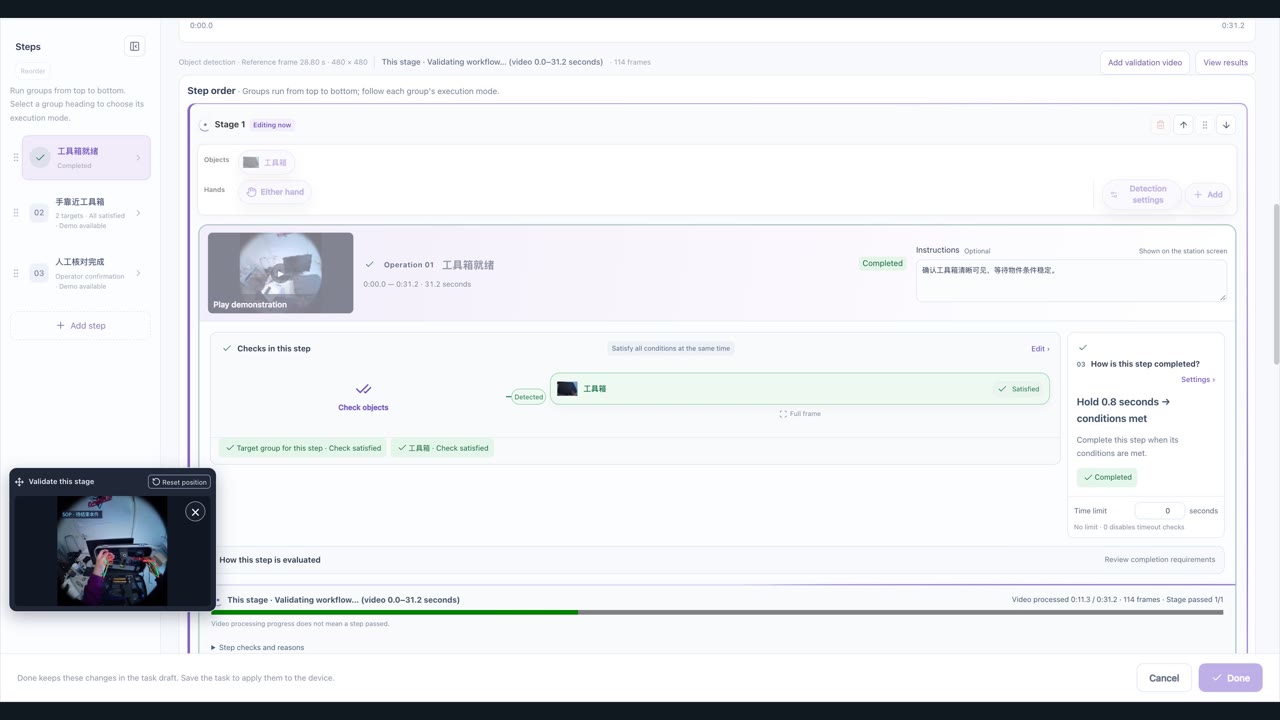 0:00.0
0:31.2
Steps
Reorder
Run groups from top to bottom.
Select a group heading to choose its
execution mode.
工具箱就绪
Completed
02
手靠近工具箱
2 targets · All satisfied
· Demo available
03
人工核对完成
Operator confirmation
· Demo available
Add step
Object detection · Reference frame 28.80 s · 480 × 480
This stage · Validating workflow... (video 0.0–31.2 seconds)
· 114 frames
Add validation video
View results
Step order · Groups run from top to bottom; follow each group's execution mode.
Stage 1
Editing now
Objects
工具箱
Hands
Either hand
Detection
settings
Add
Play demonstration
Operation 01
工具箱就绪
0:00.0 — 0:31.2 · 31.2 seconds
Completed
Instructions Optional
Shown on the station screen
确认工具箱清晰可见，等待物件条件稳定。
Checks in this step
Satisfy all conditions at the same time
Edit ›
Check objects
Detected
工具箱
Satisfied
Full frame
Target group for this step · Check satisfied
工具箱 · Check satisfied
03 How is this step completed?
Settings ›
Hold 0.8 seconds →
conditions met
Complete this step when its
conditions are met.
Completed
Time limit
0
seconds
No limit · 0 disables timeout checks
Validate this stage
Reset position
How this step is evaluated
Review completion requirements
This stage · Validating workflow... (video 0.0–31.2 seconds)
Video processed 0:11.3 / 0:31.2 · 114 frames · Stage passed 1/1
Video processing progress does not mean a step passed.
Step checks and reasons
Done keeps these changes in the task draft. Save the task to apply them to the device.
Cancel
Done